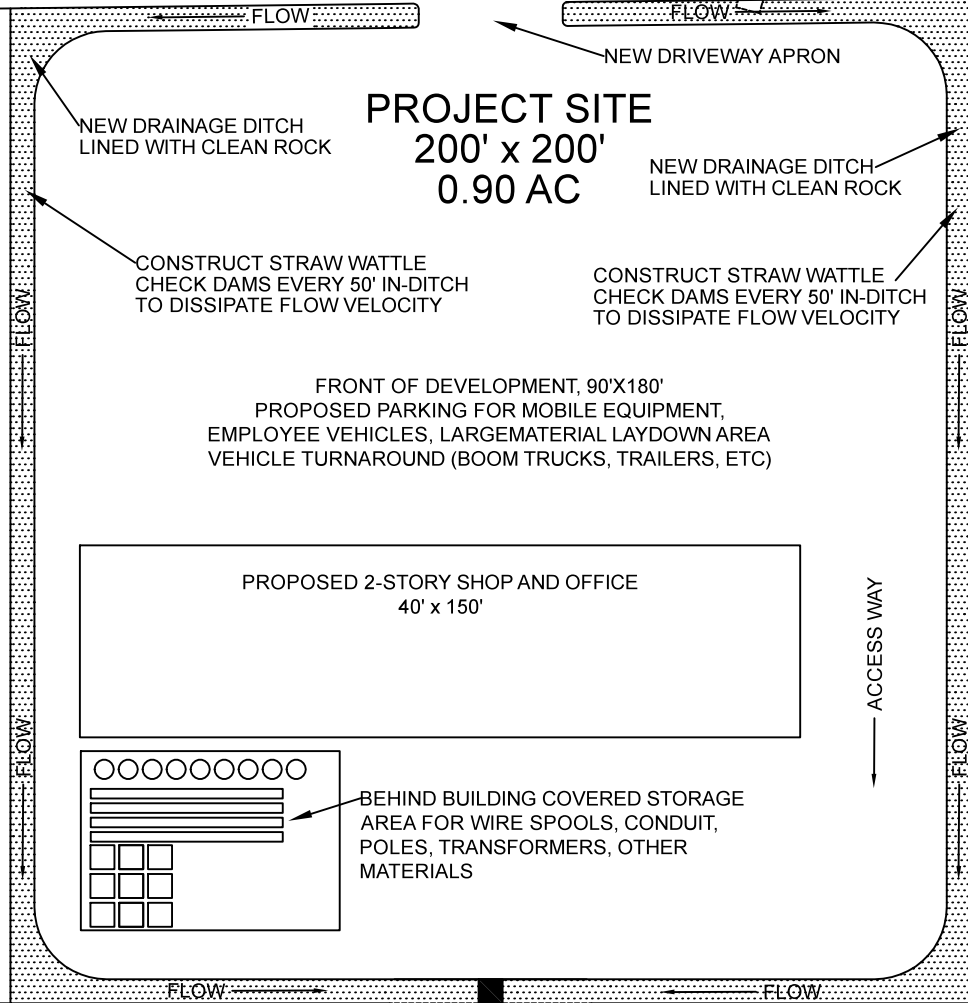 FLOW
FLOW
NEW DRIVEWAY APRON
PROJECT SITE
200' x 200'
0.90 AC
NEW DRAINAGE DITCH
LINED WITH CLEAN ROCK
NEW DRAINAGE DITCH
LINED WITH CLEAN ROCK
CONSTRUCT STRAW WATTLE
CHECK DAMS EVERY 50' IN-DITCH
TO DISSIPATE FLOW VELOCITY
CONSTRUCT STRAW WATTLE
CHECK DAMS EVERY 50' IN-DITCH
TO DISSIPATE FLOW VELOCITY
FLOW
FLOW
FRONT OF DEVELOPMENT, 90'X180'
PROPOSED PARKING FOR MOBILE EQUIPMENT,
EMPLOYEE VEHICLES, LARGEMATERIAL LAYDOWN AREA
VEHICLE TURNAROUND (BOOM TRUCKS, TRAILERS, ETC)
PROPOSED 2-STORY SHOP AND OFFICE
40' x 150'
ACCESS WAY
FLOW
FLOW
BEHIND BUILDING COVERED STORAGE
AREA FOR WIRE SPOOLS, CONDUIT,
POLES, TRANSFORMERS, OTHER
MATERIALS
FLOW
FLOW